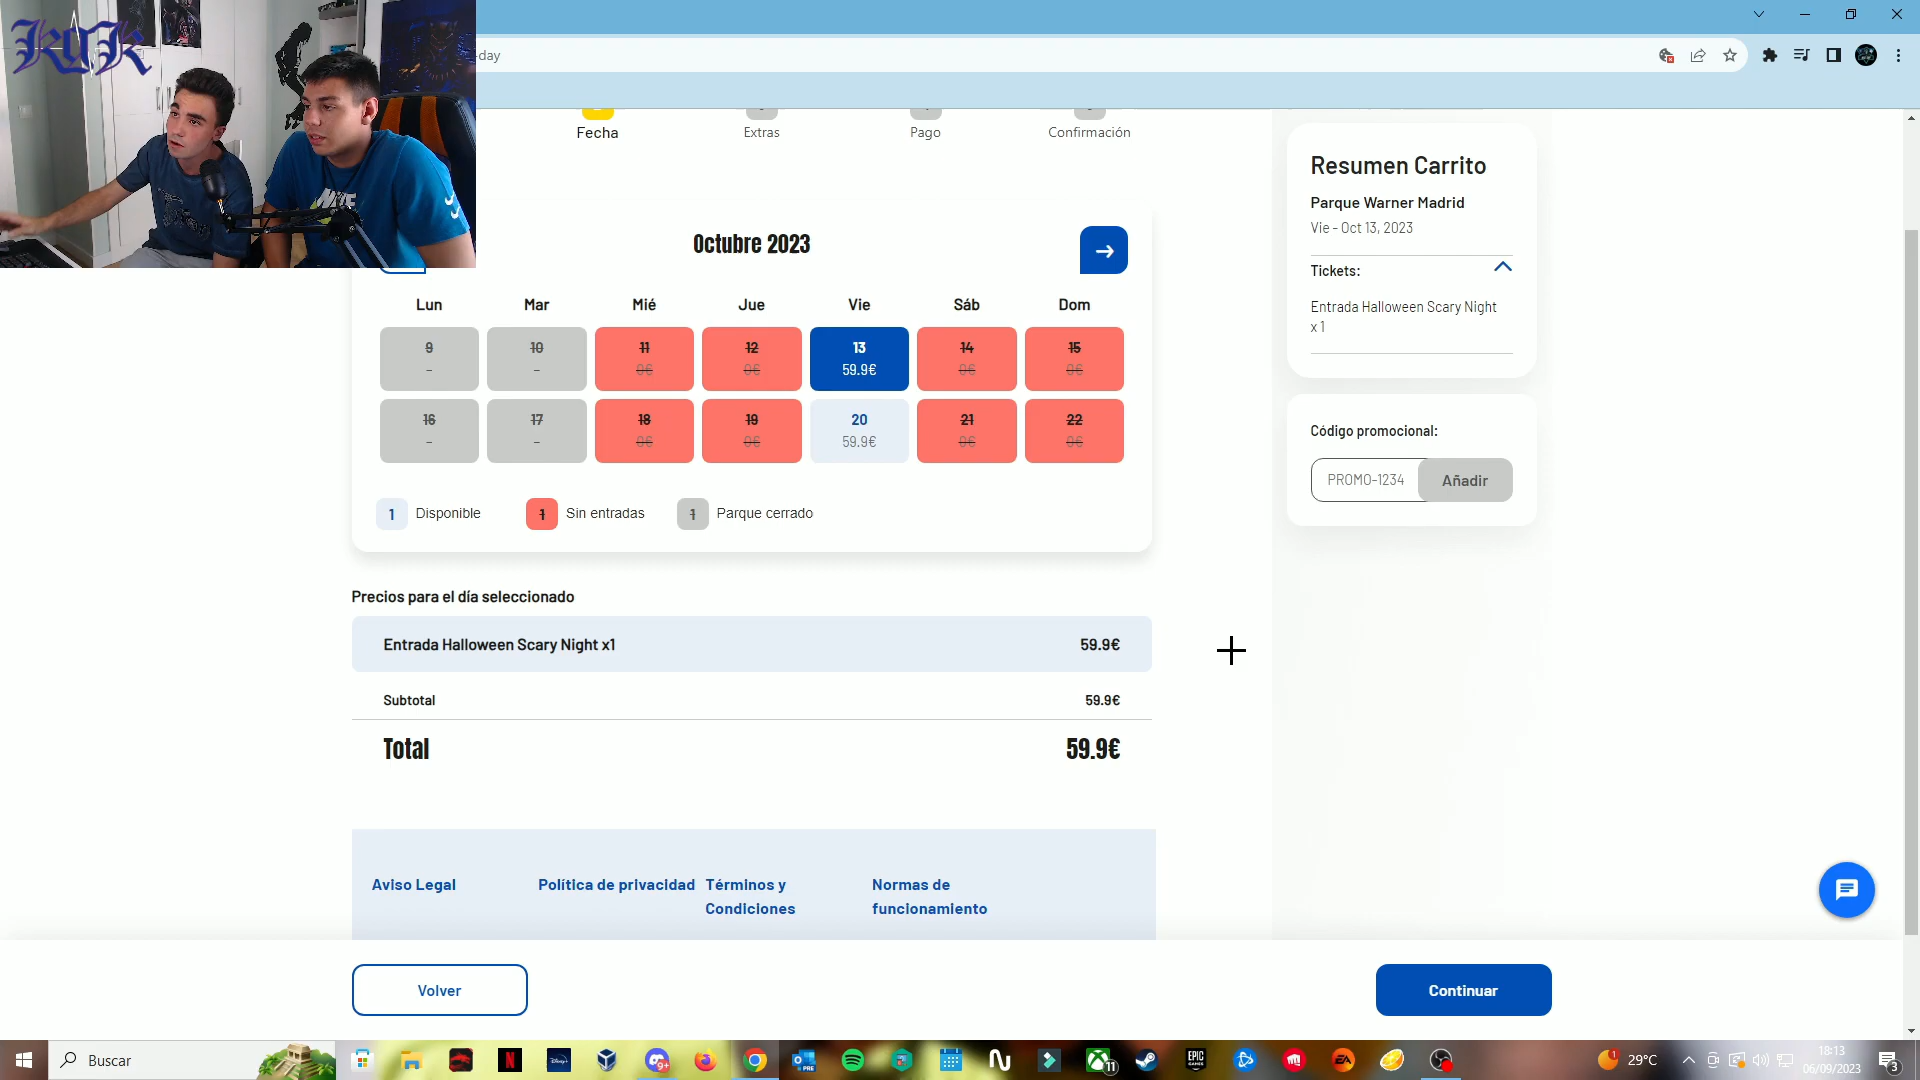 KCK
-day
Fecha
Extras
Pago
Confirmación
Octubre 2023
Lun Mar Mié Jue Vie Sáb Dom
9 10 11 12 13 14 15
- - 0€ 0€ 59.9€ 0€ 0€
16 17 18 19 20 21 22
- - 0€ 0€ 59.9€ 0€ 0€
1 Disponible 1 Sin entradas 1 Parque cerrado
Precios para el día seleccionado
Entrada Halloween Scary Night x1 59.9€
Subtotal 59.9€
Total 59.9€
Aviso Legal
Política de privacidad
Términos y
Condiciones
Normas de
funcionamiento
Volver
Continuar
Resumen Carrito
Parque Warner Madrid
Vie - Oct 13, 2023
Tickets:
Entrada Halloween Scary Night
x 1
Código promocional:
PROMO-1234 Añadir
Buscar
29°C
18:13
06/09/2023